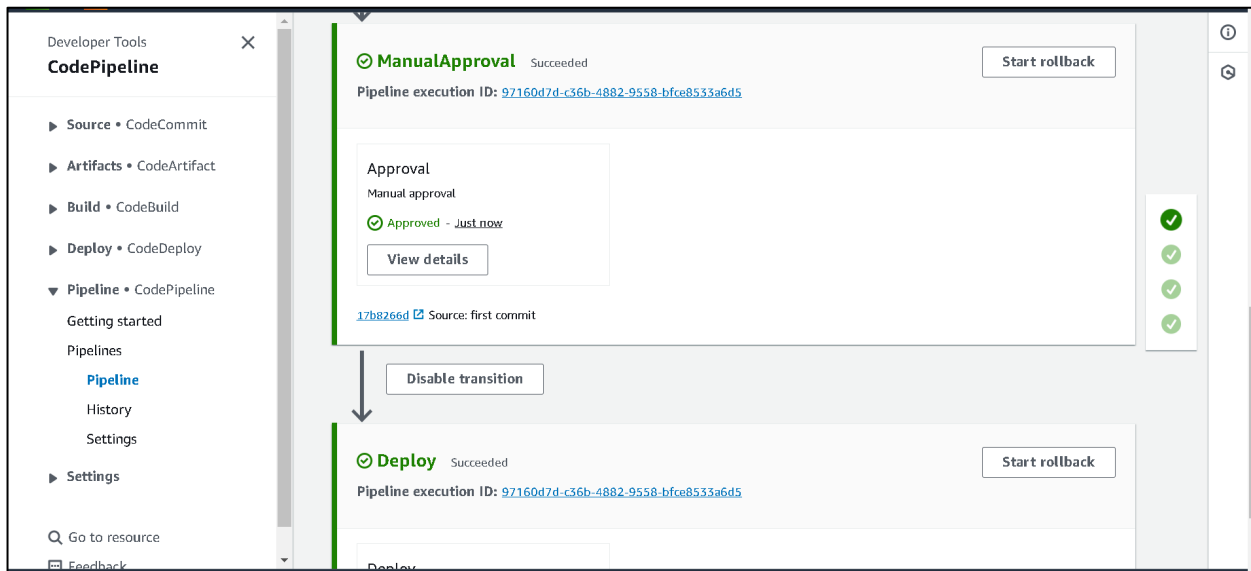 Developer Tools
CodePipeline
Source • CodeCommit
Artifacts • CodeArtifact
Build • CodeBuild
Deploy • CodeDeploy
Pipeline • CodePipeline
Getting started
Pipelines
Pipeline
History
Settings
Settings
Go to resource
Feedback
ManualApproval Succeeded
Start rollback
Pipeline execution ID: 97160d7d-c36b-4882-9558-bfce8533a6d5
Approval
Manual approval
Approved - Just now
View details
17b8266d Source: first commit
Disable transition
Deploy Succeeded
Start rollback
Pipeline execution ID: 97160d7d-c36b-4882-9558-bfce8533a6d5
Deploy